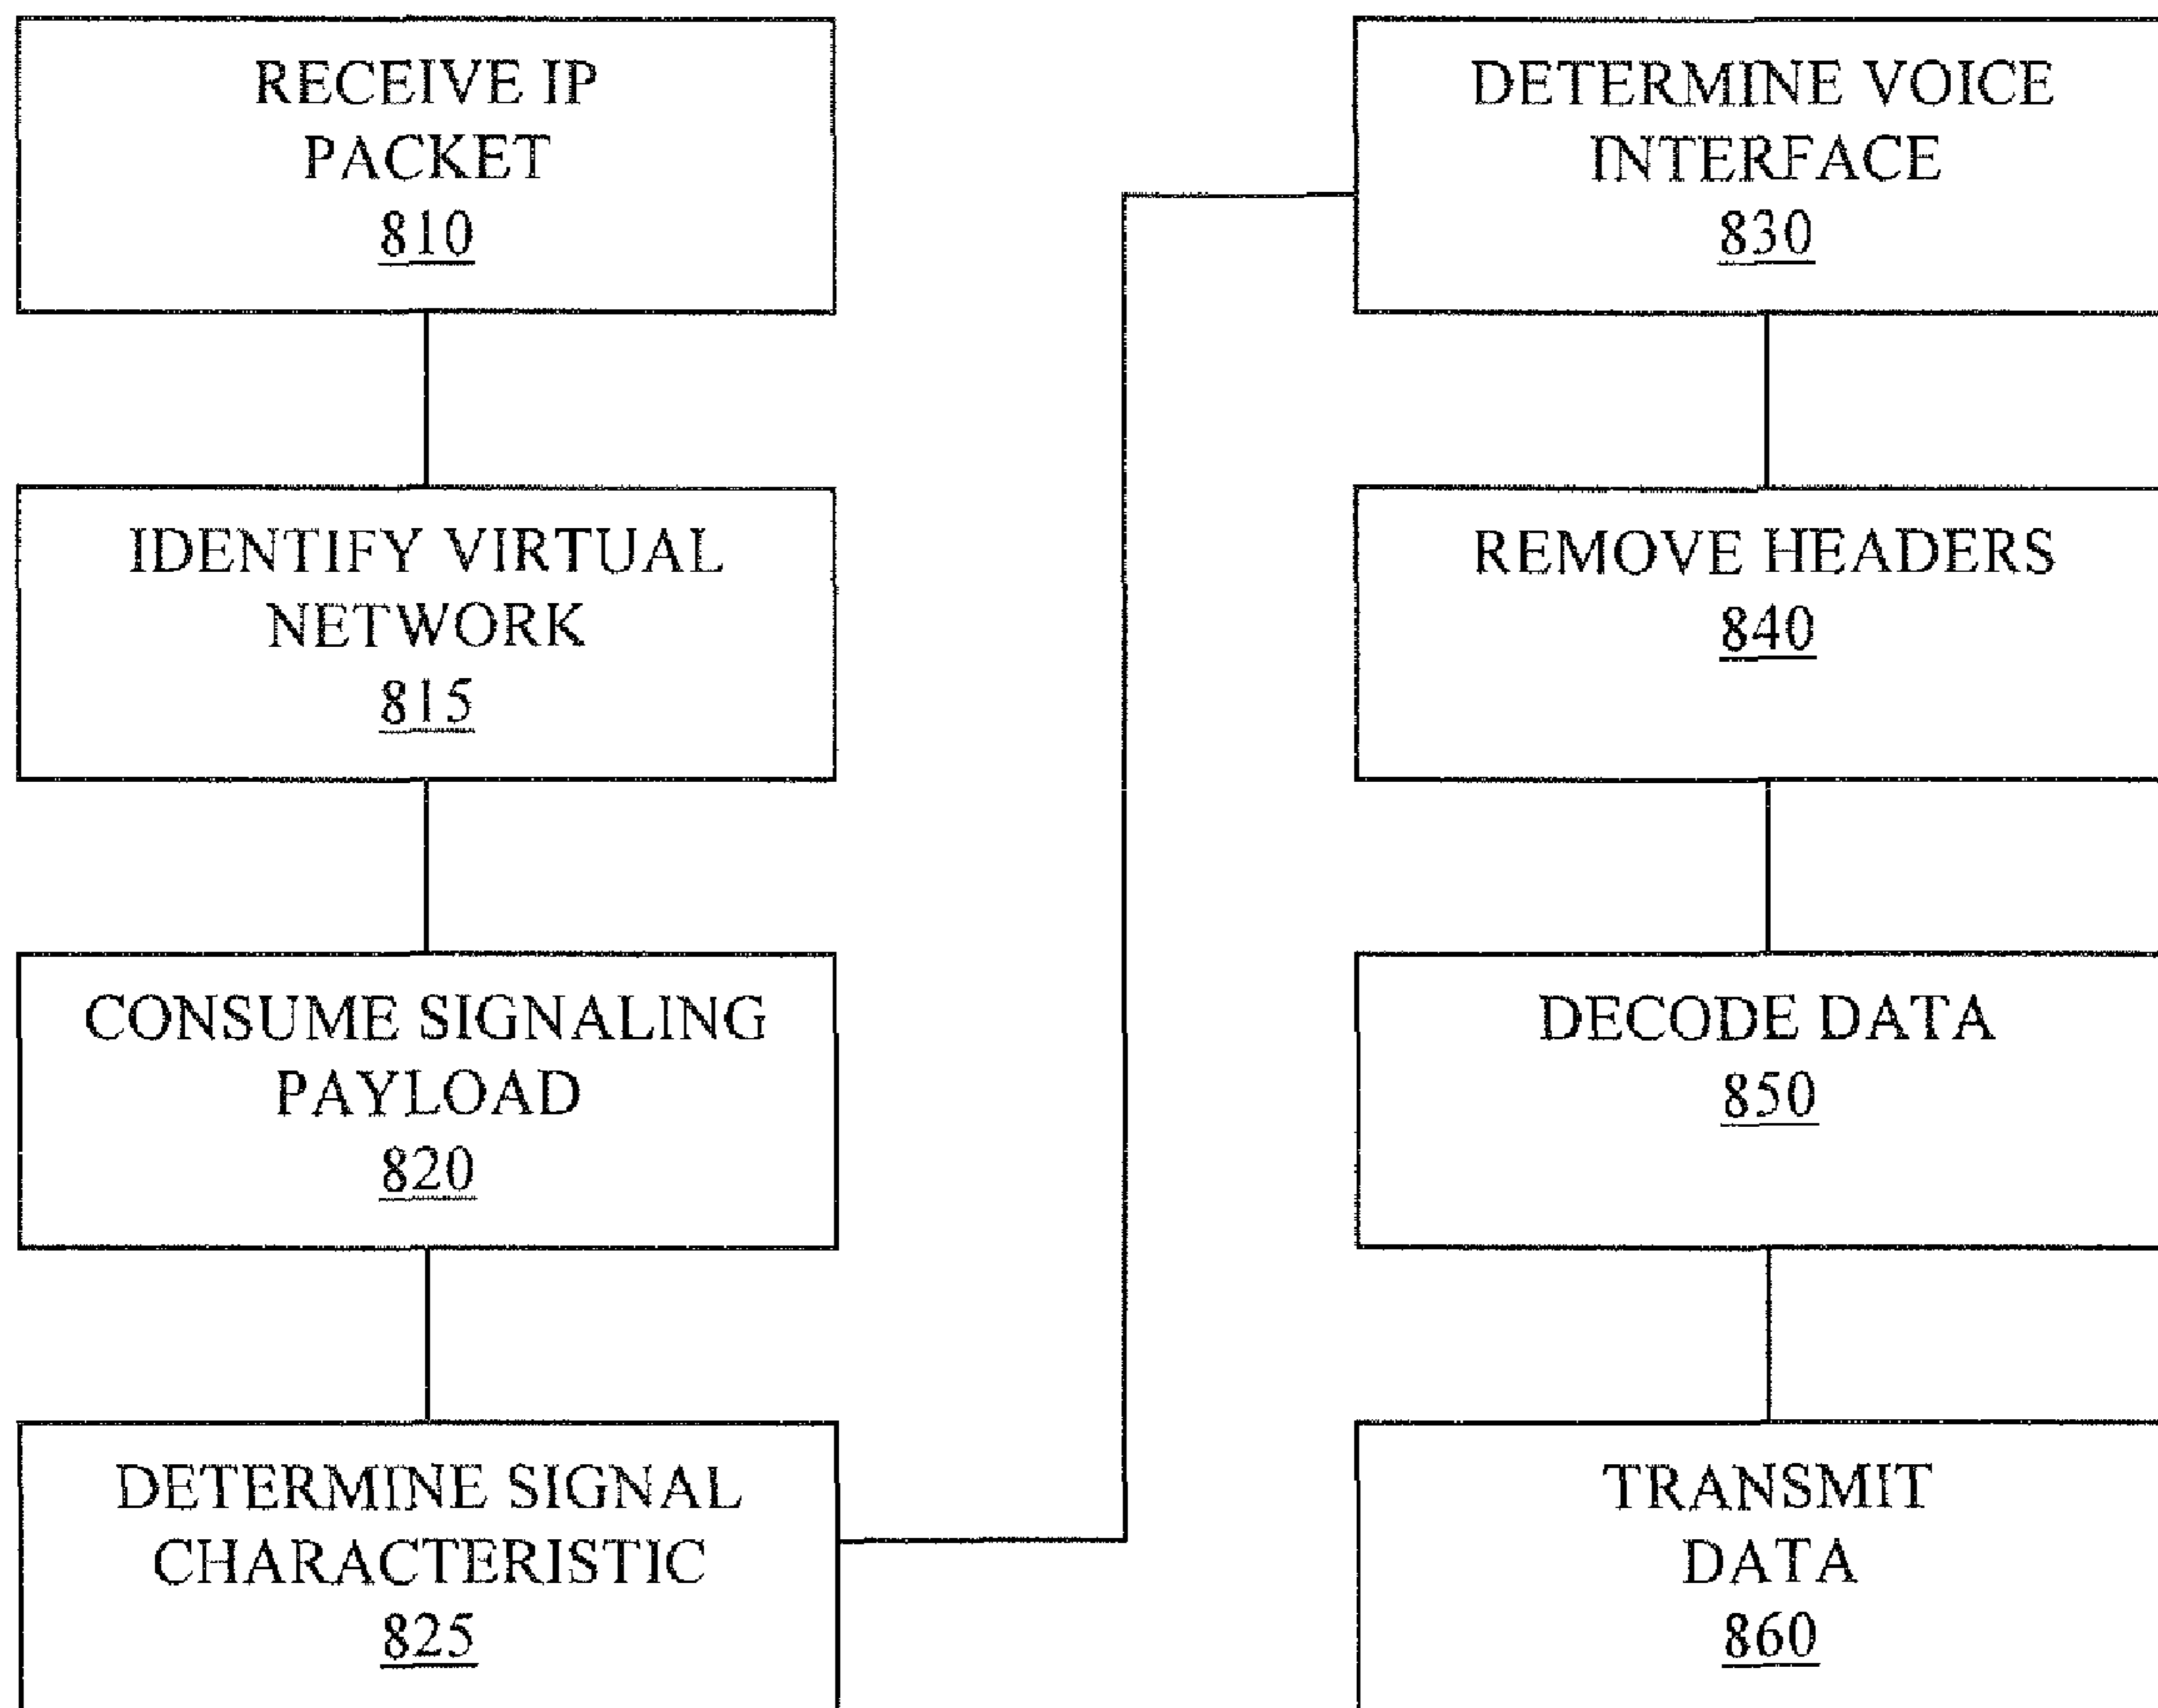 RECEIVE IP
PACKET
810
IDENTIFY VIRTUAL
NETWORK
815
CONSUME SIGNALING
PAYLOAD
820
DETERMINE SIGNAL
CHARACTERISTIC
825
DETERMINE VOICE
INTERFACE
830
REMOVE HEADERS
840
DECODE DATA
850
TRANSMIT
DATA
860